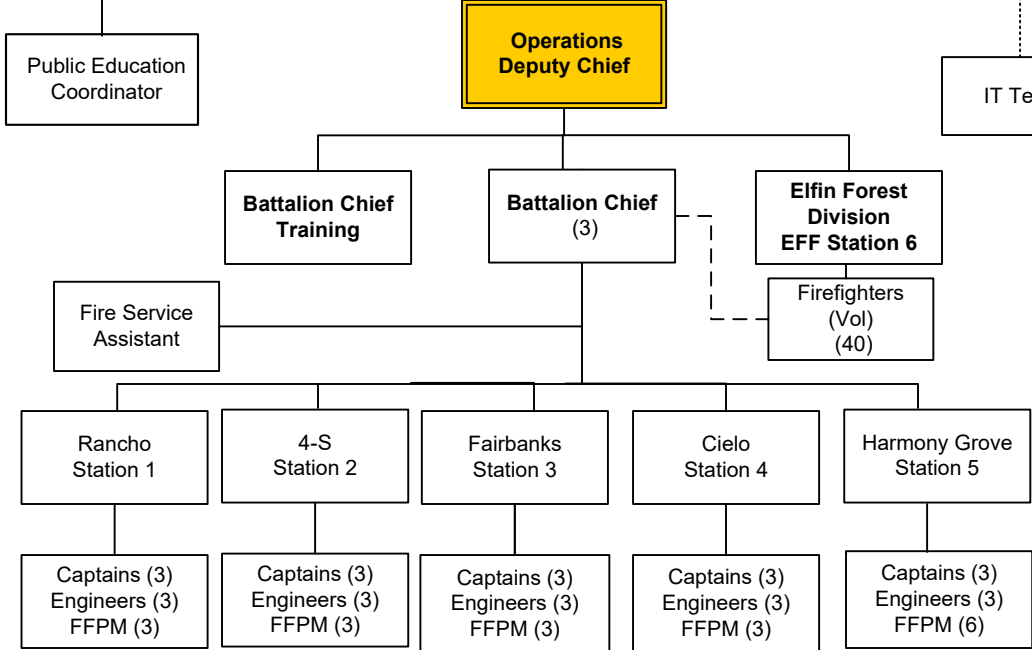 Public Education
Coordinator
Operations
Deputy Chief
IT Te
Battalion Chief
Training
Battalion Chief
(3)
Elfin Forest
Division
EFF Station 6
Firefighters
(Vol)
(40)
Fire Service
Assistant
Rancho
Station 1
4-S
Station 2
Fairbanks
Station 3
Cielo
Station 4
Harmony Grove
Station 5
Captains (3)
Engineers (3)
FFPM (3)
Captains (3)
Engineers (3)
FFPM (3)
Captains (3)
Engineers (3)
FFPM (3)
Captains (3)
Engineers (3)
FFPM (3)
Captains (3)
Engineers (3)
FFPM (6)